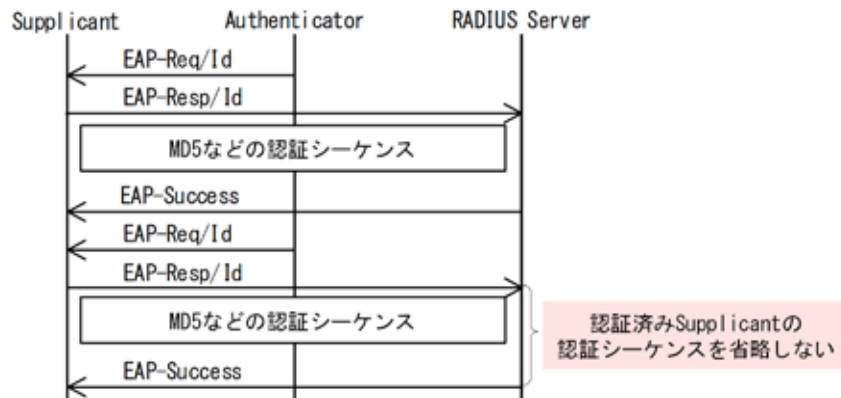 Supplicant Authenticator RADIUS Server
EAP-Req/Id
EAP-Resp/Id
MD5などの認証シーケンス
EAP-Success
EAP-Req/Id
EAP-Resp/Id
MD5などの認証シーケンス
認証済みSupplicantの
認証シーケンスを省略しない
EAP-Success